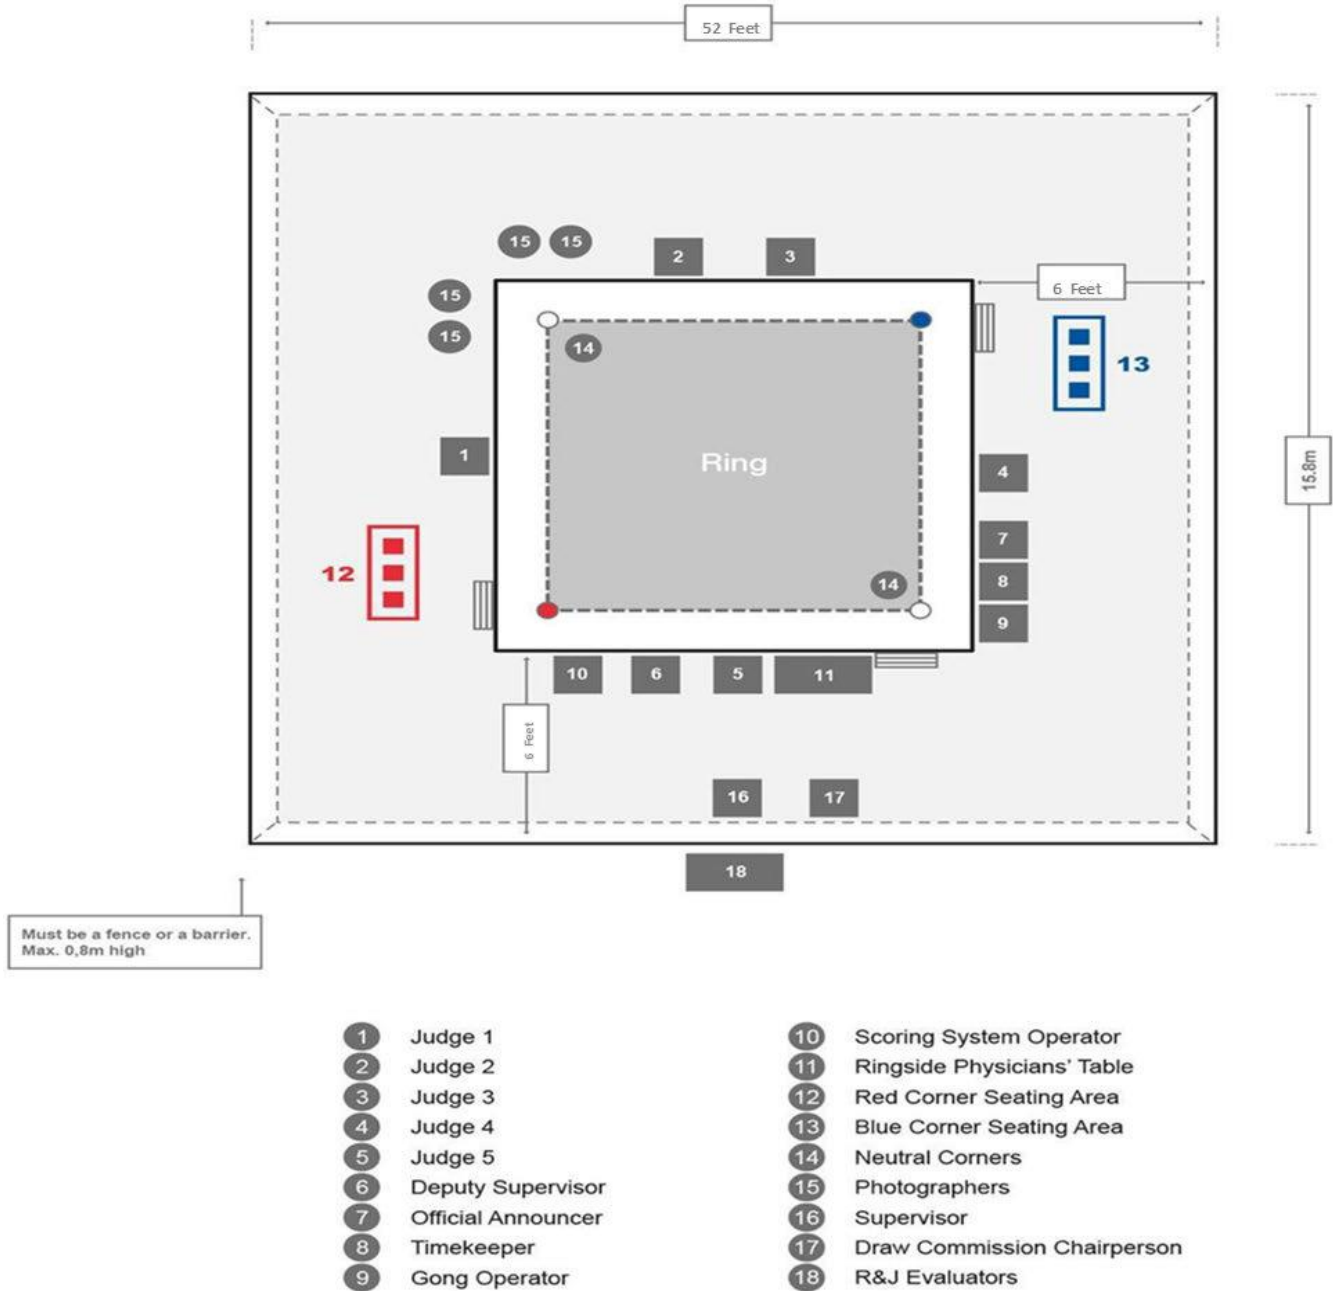 52 Feet
15 15 2 3
15
6 Feet
15
14
13
1
Ring
4
15.8m
7
12
14
8
9
10 6 5 11
6 Feet
16 17
18
Must be a fence or a barrier.
Max. 0,8m high
1 Judge 1
2 Judge 2
3 Judge 3
4 Judge 4
5 Judge 5
6 Deputy Supervisor
7 Official Announcer
8 Timekeeper
9 Gong Operator
10 Scoring System Operator
11 Ringside Physicians' Table
12 Red Corner Seating Area
13 Blue Corner Seating Area
14 Neutral Corners
15 Photographers
16 Supervisor
17 Draw Commission Chairperson
18 R&J Evaluators